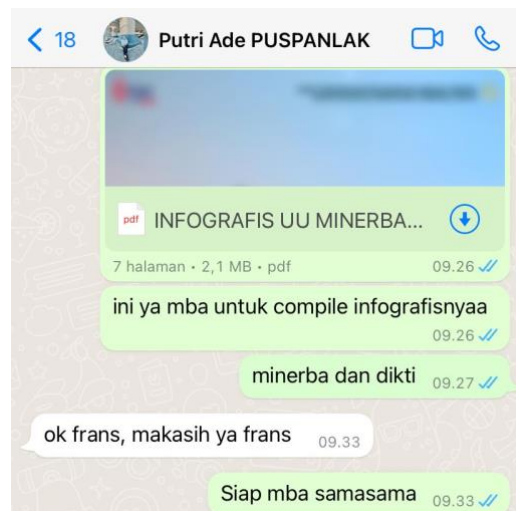 18
Putri Ade PUSPANLAK
pdf
INFOGRAFIS UU MINERBA...
7 halaman • 2,1 MB • pdf
09.26
ini ya mba untuk compile infografisnyaa
09.26
minerba dan dikti 09.27
ok frans, makasih ya frans 09.33
Siap mba samasama 09.33